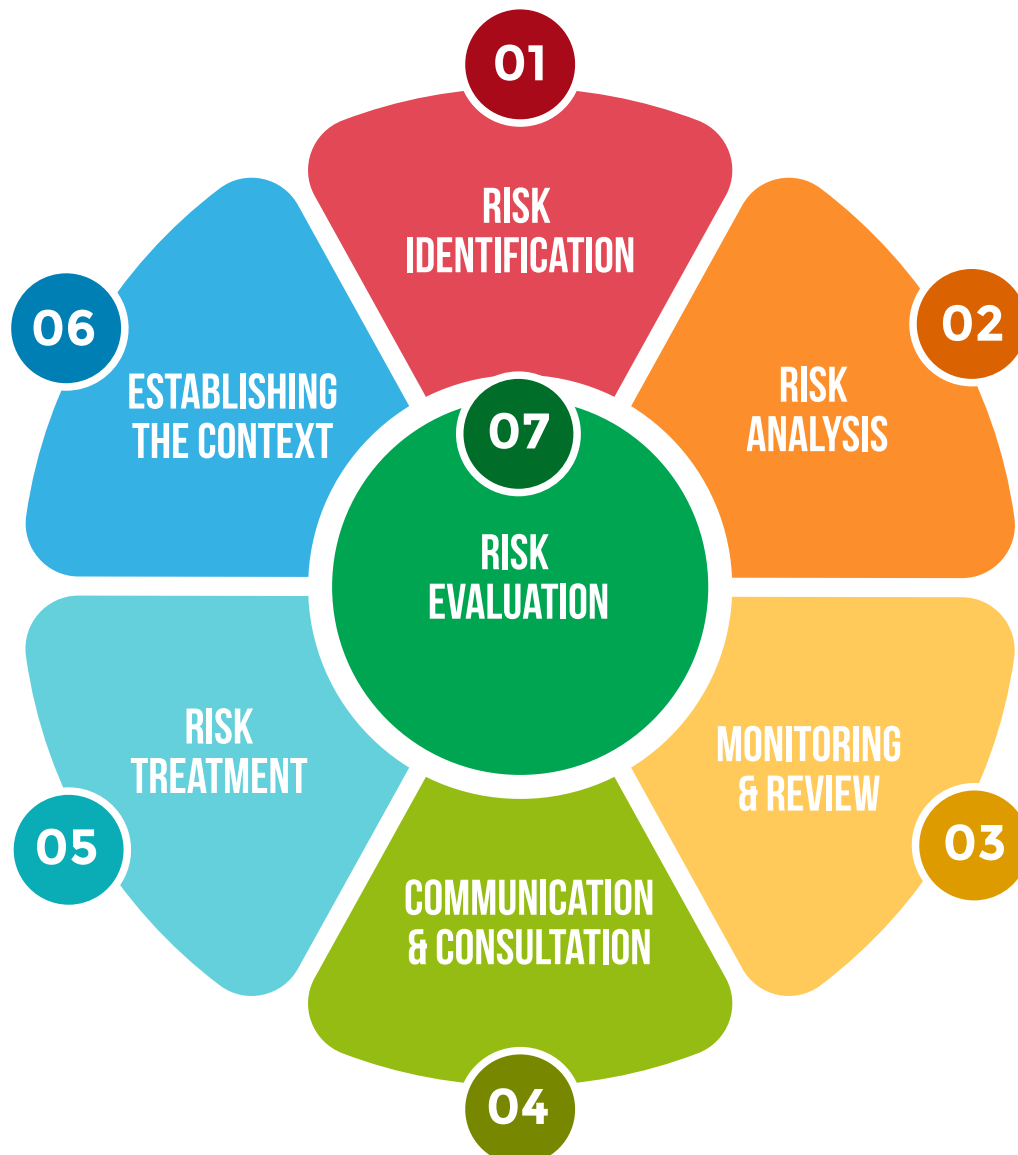 01
RISK
IDENTIFICATION
02
RISK
ANALYSIS
03
MONITORING
& REVIEW
04
COMMUNICATION
& CONSULTATION
05
RISK
TREATMENT
06
ESTABLISHING
THE CONTEXT
07
RISK
EVALUATION